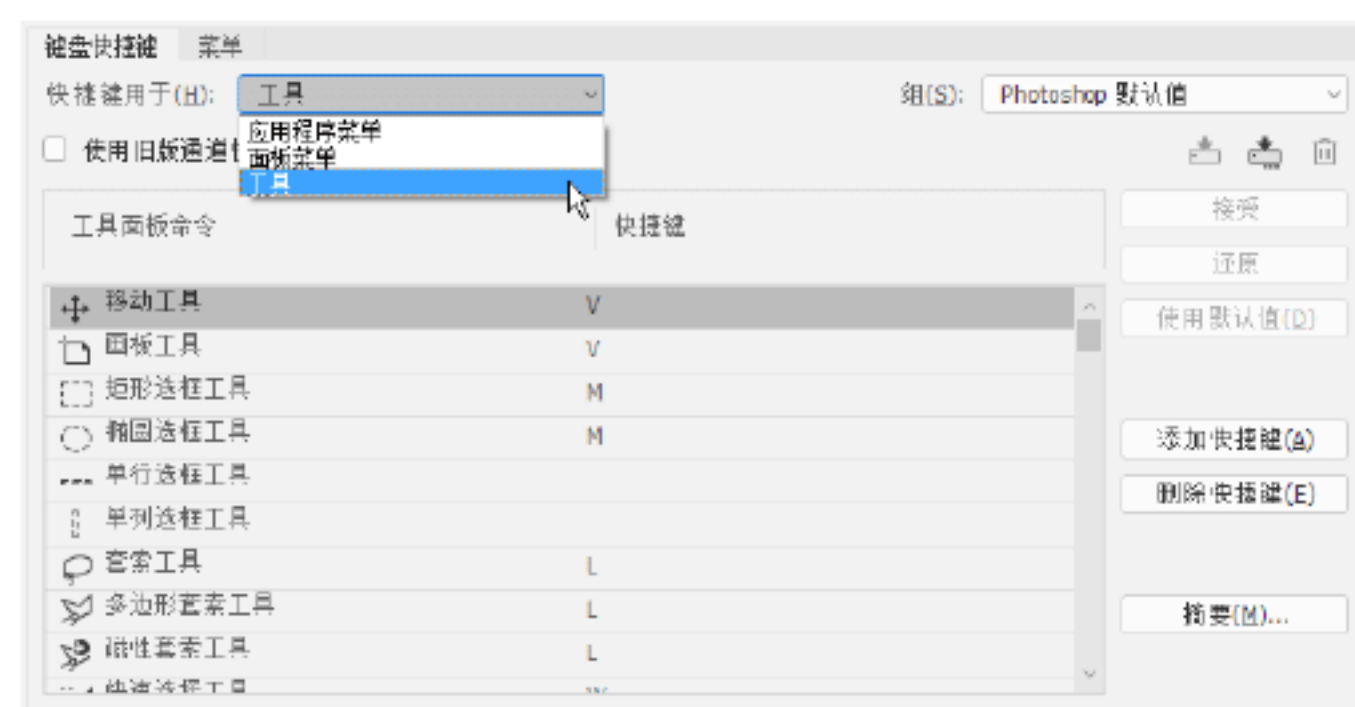 键盘快捷键 菜单
快捷键用于(H): 工具 组(S): Photoshop 默认值
应用程序菜单
使用旧版通道
面板菜单
工具
工具面板命令 快捷键
接受
还原
移动工具 V
使用默认值(D)
画板工具 V
矩形选框工具 M
椭圆选框工具 M
添加快捷键(A)
单行选框工具
删除快捷键(E)
单列选框工具
套索工具 L
多边形套索工具 L
摘要(M)...
磁性套索工具 L
快速选择工具 W